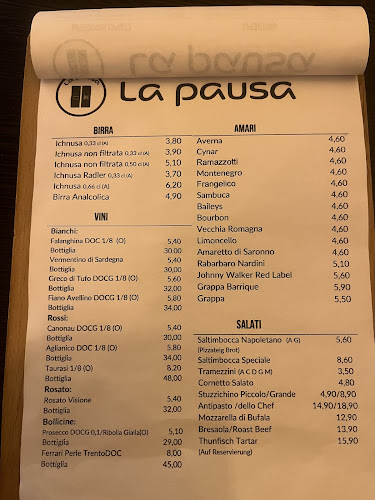 La pausa
BIRRA
Ichnusa 0,33 cl (A) 3,80
Ichnusa non filtrata 0,33 cl (A) 3,90
Ichnusa non filtrata 0,50 cl (A) 5,10
Ichnusa Radler 0,33 cl (A) 3,70
Ichnusa 0,66 cl (A) 6,20
Birra Analcolica 4,90
VINI
Bianchi:
Falanghina DOC 1/8 (O) 5,40
Bottiglia 30,00
Vermentino di Sardegna 5,40
Bottiglia 30,00
Greco di Tufo DOCG 1/8 (O) 5,60
Bottiglia 32,00
Fiano Avellino DOCG 1/8 (O) 5,80
Bottiglia 34,00
Rossi:
Canonau DOCG 1/8 (O) 5,40
Bottiglia 30,00
Aglianico DOC 1/8 (O) 5,80
Bottiglia 34,00
Taurasi 1/8 (O) 8,20
Bottiglia 48,00
Rosato:
Rosato Visione 5,40
Bottiglia 32,00
Bollicine:
Prosecco DOCG 0,1/Ribolla Gialla(O) 5,10
Bottiglia 29,00
Ferrari Perle TrentoDOC 8,00
Bottiglia 45,00
AMARI
Averna 4,60
Cynar 4,60
Ramazzotti 4,60
Montenegro 4,60
Frangelico 4,60
Sambuca 4,60
Baileys 4,60
Bourbon 4,60
Vecchia Romagna 4,60
Limoncello 4,60
Amaretto di Saronno 4,60
Rabarbaro Nardini 5,10
Johnny Walker Red Label 5,60
Grappa Barrique 5,90
Grappa 5,50
SALATI
Saltimbocca Napoletano (A G) 5,60
(Pizzateig Brot)
Saltimbocca Speciale 8,60
Tramezzini (A C D G M) 3,50
Cornetto Salato 4,80
Stuzzichino Piccolo/Grande 4,90/8,90
Antipasto /dello Chef 14,90/18,90
Mozzarella di Bufala 12,90
Bresaola/Roast Beef 13,90
Thunfisch Tartar 15,90
(Auf Reservierung)